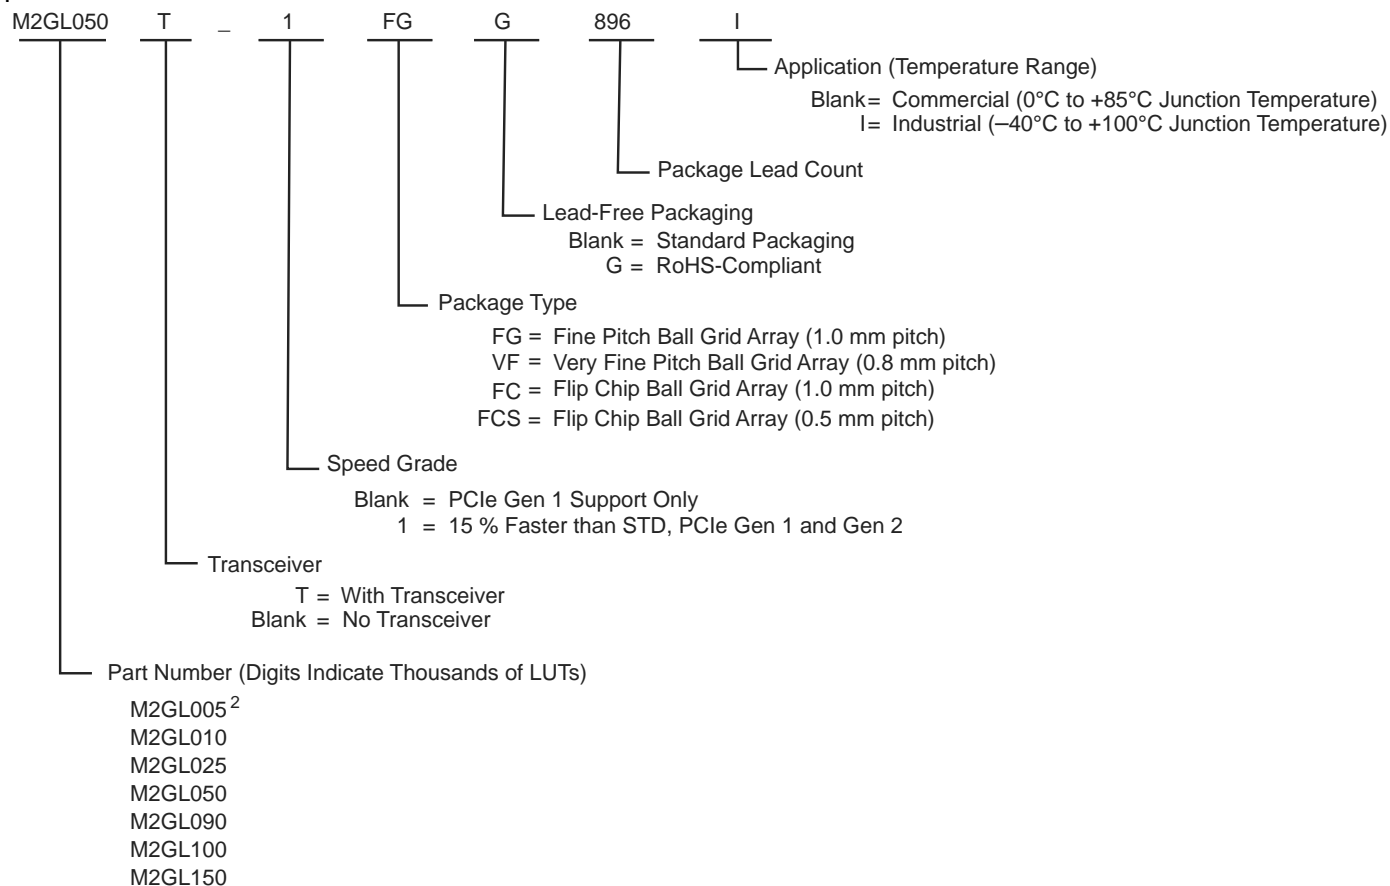 M2GL050 T _ 1 FG G 896 I
Application (Temperature Range)
Blank= Commercial (0°C to +85°C Junction Temperature)
I= Industrial (–40°C to +100°C Junction Temperature)
Package Lead Count
Lead-Free Packaging
Blank = Standard Packaging
G = RoHS-Compliant
Package Type
FG = Fine Pitch Ball Grid Array (1.0 mm pitch)
VF = Very Fine Pitch Ball Grid Array (0.8 mm pitch)
FC = Flip Chip Ball Grid Array (1.0 mm pitch)
FCS = Flip Chip Ball Grid Array (0.5 mm pitch)
Speed Grade
Blank = PCIe Gen 1 Support Only
1 = 15 % Faster than STD, PCIe Gen 1 and Gen 2
Transceiver
T = With Transceiver
Blank = No Transceiver
Part Number (Digits Indicate Thousands of LUTs)
M2GL005 2
M2GL010
M2GL025
M2GL050
M2GL090
M2GL100
M2GL150